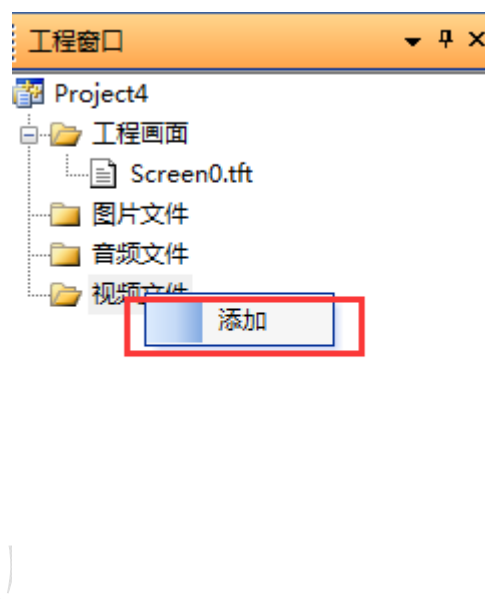 工程窗口
Project4
工程画面
Screen0.tft
图片文件
音频文件
视频文件
添加